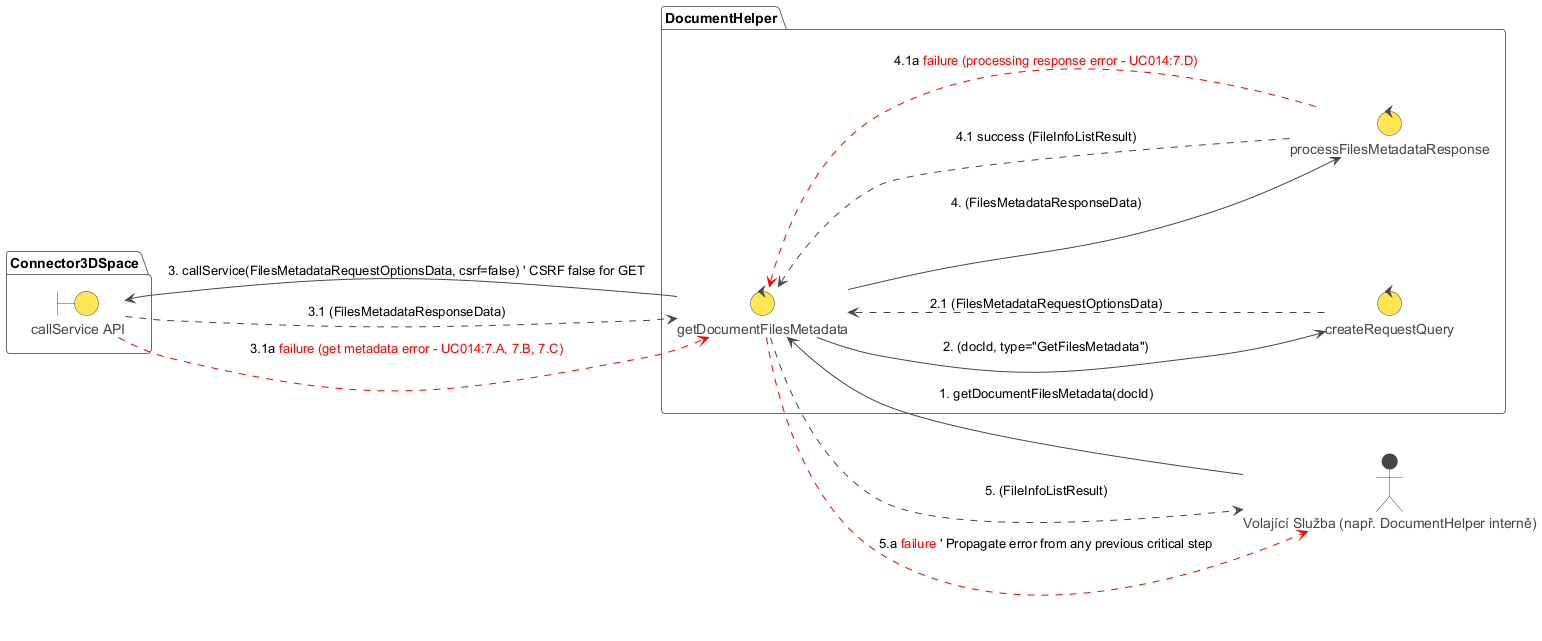 DocumentHelper
4.1a failure (processing response error - UC014:7.D)
4.1 success (FileInfoListResult)
processFilesMetadataResponse
4. (FilesMetadataResponseData)
Connector3DSpace
3. callService(FilesMetadataRequestOptionsData, csrf=false) ' CSRF false for GET
3.1 (FilesMetadataResponseData)
callService API
3.1a failure (get metadata error - UC014:7.A, 7.B, 7.C)
getDocumentFilesMetadata
2.1 (FilesMetadataRequestOptionsData)
createRequestQuery
2. (docId, type="GetFilesMetadata")
1. getDocumentFilesMetadata(docId)
5. (FileInfoListResult)
Volající Služba (např. DocumentHelper interně)
5.a failure ' Propagate error from any previous critical step